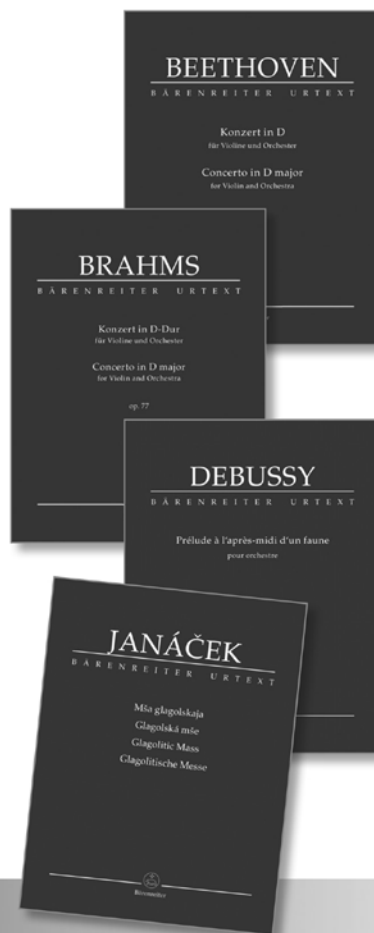 BEETHOVEN
BÄRENREITER URTEXT
Konzert in D
für Violine und Orchester
Concerto in D major
for Violin and Orchestra
BRAHMS
BÄRENREITER URTEXT
Konzert in D-Dur
für Violine und Orchester
Concerto in D major
for Violin and Orchestra
op. 77
DEBUSSY
BÄRENREITER URTEXT
Prélude à l'après-midi d'un faune
pour orchestre
JANÁČEK
BÄRENREITER URTEXT
Mša glagolskaja
Glagolská mše
Glagolitic Mass
Glagolitische Messe
Bärenreiter